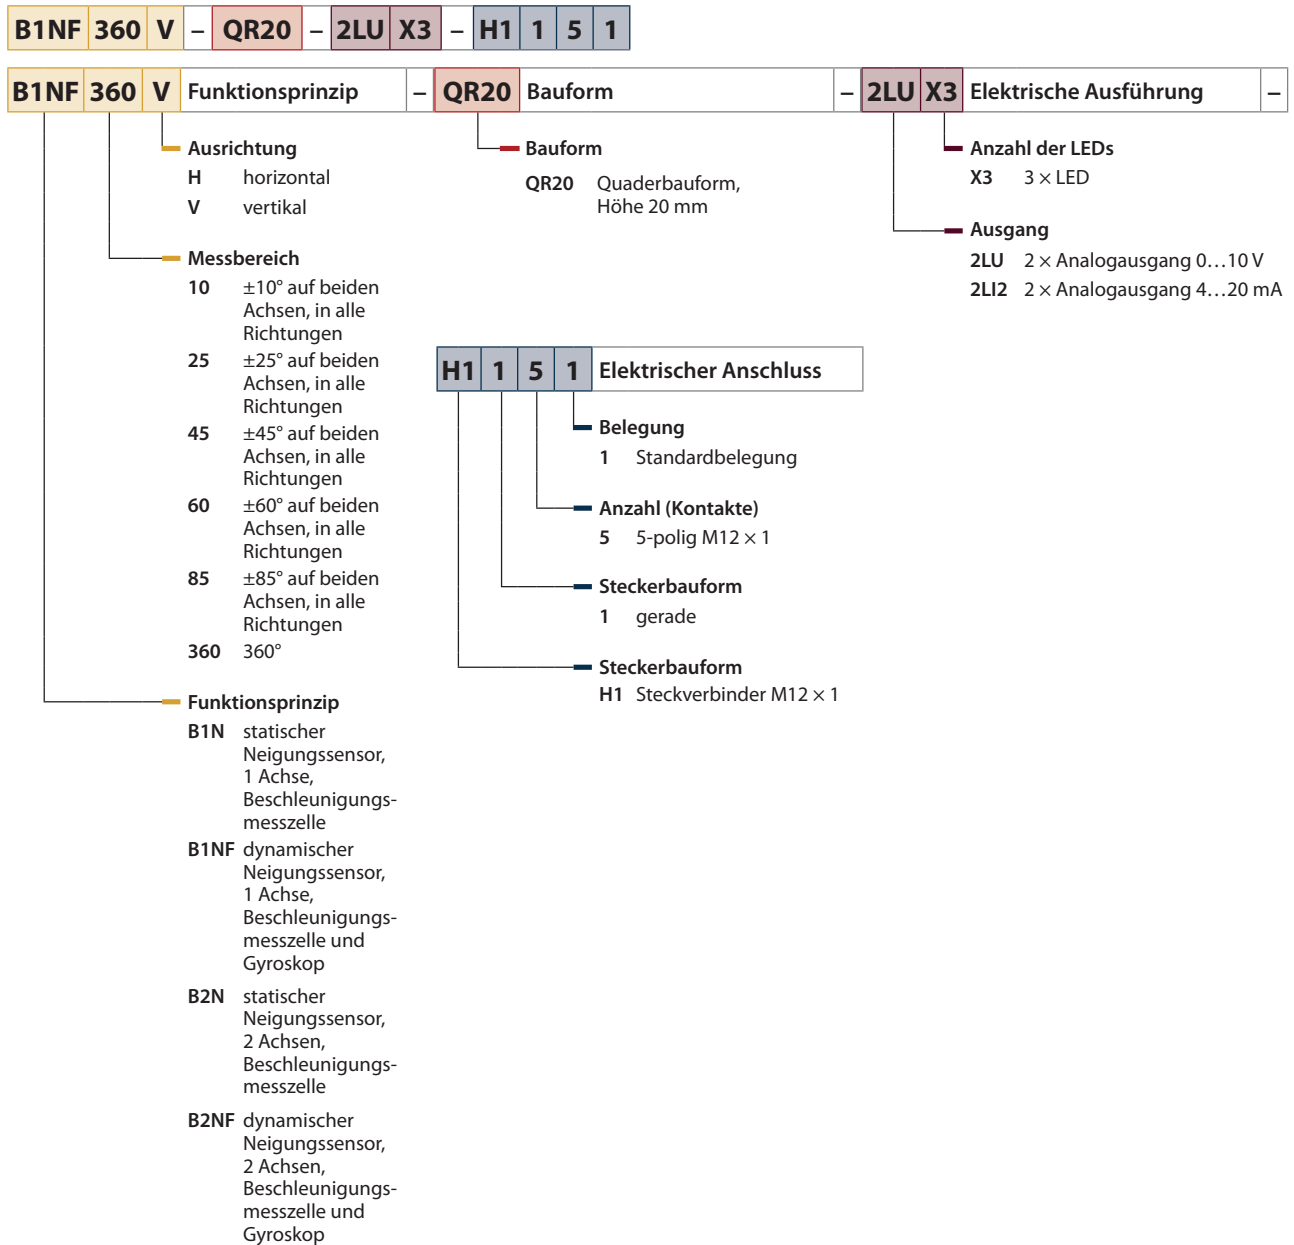 B1NF 360 V – QR20 – 2LU X3 – H1 1 5 1
B1NF 360 V Funktionsprinzip – QR20 Bauform – 2LU X3 Elektrische Ausführung –
Ausrichtung
H horizontal
V vertikal
Messbereich
10 ±10° auf beiden
Achsen, in alle
Richtungen
25 ±25° auf beiden
Achsen, in alle
Richtungen
45 ±45° auf beiden
Achsen, in alle
Richtungen
60 ±60° auf beiden
Achsen, in alle
Richtungen
85 ±85° auf beiden
Achsen, in alle
Richtungen
360 360°
Funktionsprinzip
B1N statischer
Neigungssensor,
1 Achse,
Beschleunigungs-
messzelle
B1NF dynamischer
Neigungssensor,
1 Achse,
Beschleunigungs-
messzelle und
Gyroskop
B2N statischer
Neigungssensor,
2 Achsen,
Beschleunigungs-
messzelle
B2NF dynamischer
Neigungssensor,
2 Achsen,
Beschleunigungs-
messzelle und
Gyroskop
Bauform
QR20 Quaderbauform,
Höhe 20 mm
Anzahl der LEDs
X3 3 × LED
Ausgang
2LU 2 × Analogausgang 0…10 V
2LI2 2 × Analogausgang 4…20 mA
H1 1 5 1 Elektrischer Anschluss
Belegung
1 Standardbelegung
Anzahl (Kontakte)
5 5-polig M12 × 1
Steckerbauform
1 gerade
Steckerbauform
H1 Steckverbinder M12 × 1